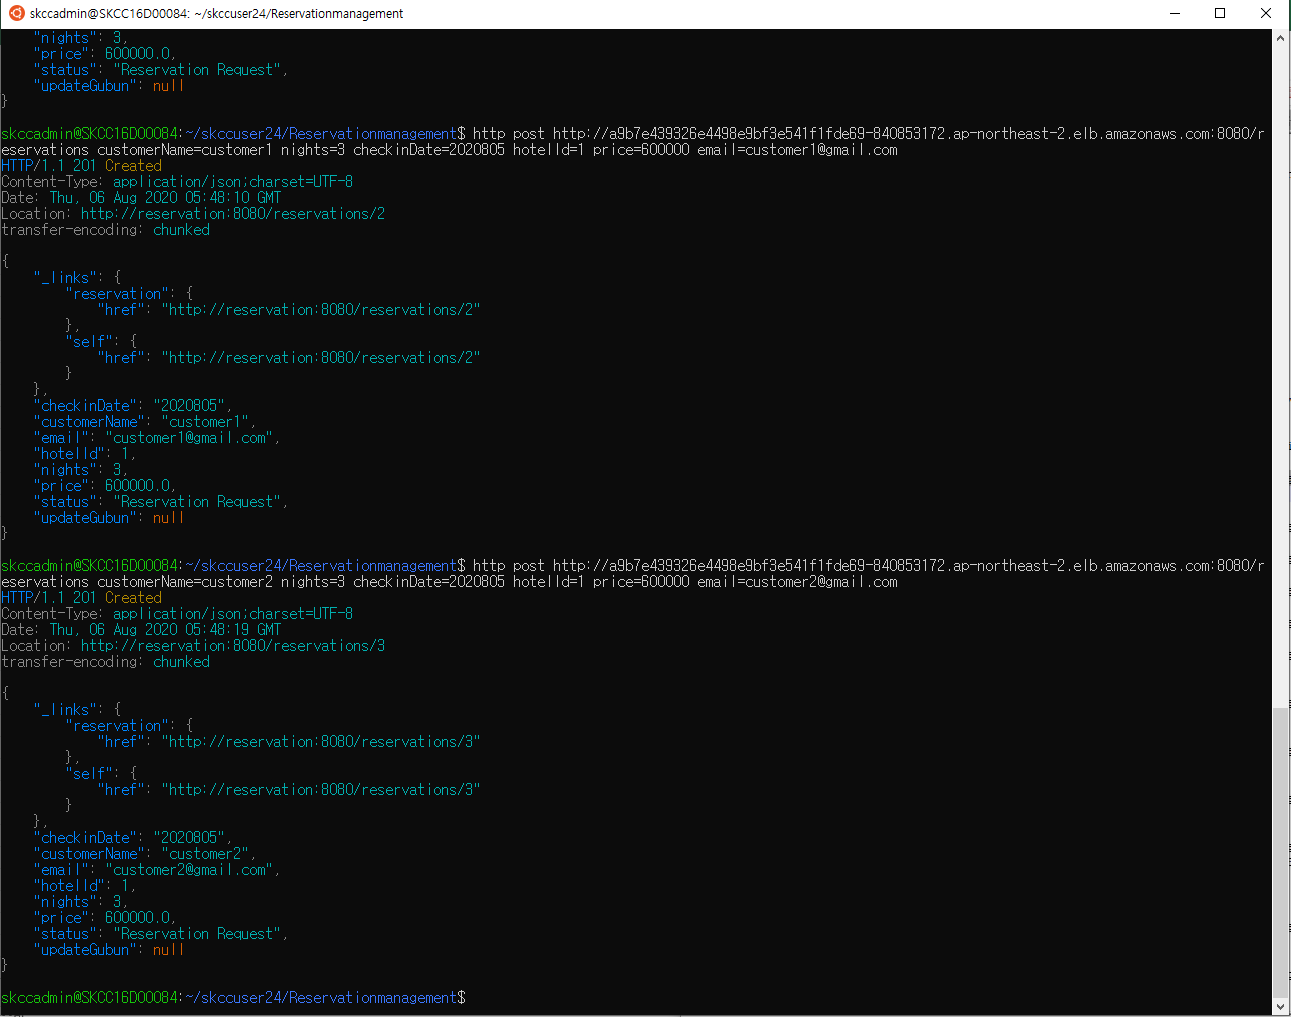 skccadmin@SKCC16D00084: ~/skccuser24/Reservationmanagement
    "nights": 3,
    "price": 600000.0,
    "status": "Reservation Request",
    "updateGubun": null
}
skccadmin@SKCC16D00084:~/skccuser24/Reservationmanagement$ http post http://a9b7e439326e4498e9bf3e541f1fde69-840853172.ap-northeast-2.elb.amazonaws.com:8080/r
eservations customerName=customer1 nights=3 checkinDate=2020805 hotelId=1 price=600000 email=customer1@gmail.com
HTTP/1.1 201 Created
Content-Type: application/json;charset=UTF-8
Date: Thu, 06 Aug 2020 05:48:10 GMT
Location: http://reservation:8080/reservations/2
transfer-encoding: chunked
{
    "_links": {
        "reservation": {
            "href": "http://reservation:8080/reservations/2"
        },
        "self": {
            "href": "http://reservation:8080/reservations/2"
        }
    },
    "checkinDate": "2020805",
    "customerName": "customer1",
    "email": "customer1@gmail.com",
    "hotelId": 1,
    "nights": 3,
    "price": 600000.0,
    "status": "Reservation Request",
    "updateGubun": null
}
skccadmin@SKCC16D00084:~/skccuser24/Reservationmanagement$ http post http://a9b7e439326e4498e9bf3e541f1fde69-840853172.ap-northeast-2.elb.amazonaws.com:8080/r
eservations customerName=customer2 nights=3 checkinDate=2020805 hotelId=1 price=600000 email=customer2@gmail.com
HTTP/1.1 201 Created
Content-Type: application/json;charset=UTF-8
Date: Thu, 06 Aug 2020 05:48:19 GMT
Location: http://reservation:8080/reservations/3
transfer-encoding: chunked
{
    "_links": {
        "reservation": {
            "href": "http://reservation:8080/reservations/3"
        },
        "self": {
            "href": "http://reservation:8080/reservations/3"
        }
    },
    "checkinDate": "2020805",
    "customerName": "customer2",
    "email": "customer2@gmail.com",
    "hotelId": 1,
    "nights": 3,
    "price": 600000.0,
    "status": "Reservation Request",
    "updateGubun": null
}
skccadmin@SKCC16D00084:~/skccuser24/Reservationmanagement$